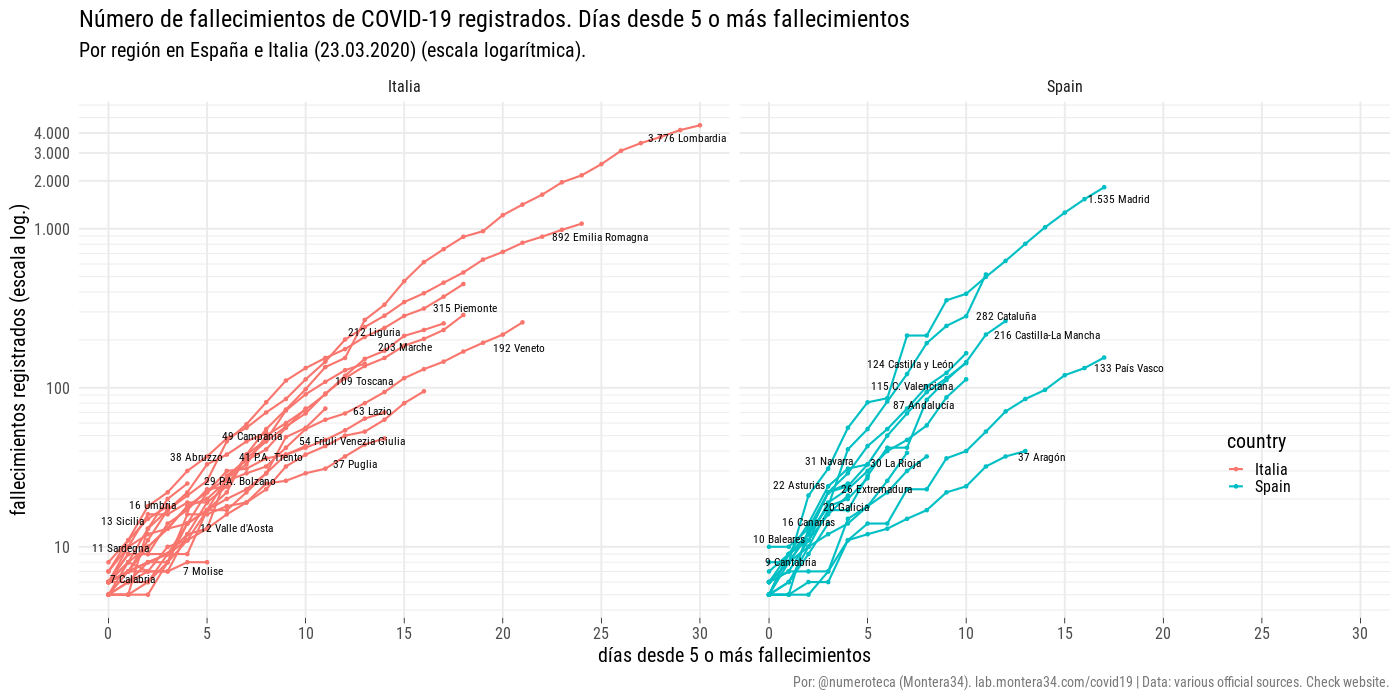 Número de fallecimientos de COVID-19 registrados. Días desde 5 o más fallecimientos
Por región en España e Italia (23.03.2020) (escala logarítmica).
Italia
Spain
fallecimientos registrados (escala log.)
4.000
3.000
2.000
1.000
100
10
3.776 Lombardia
892 Emilia Romagna
315 Piemonte
212 Liguria
203 Marche
192 Veneto
109 Toscana
63 Lazio
49 Campania
54 Friuli Venezia Giulia
38 Abruzzo
41 P.A. Trento
37 Puglia
29 P.A. Bolzano
16 Umbria
13 Sicilia
12 Valle d'Aosta
11 Sardegna
7 Calabria
7 Molise
1.535 Madrid
282 Cataluña
216 Castilla-La Mancha
124 Castilla y León
133 País Vasco
115 C. Valenciana
87 Andalucía
31 Navarra
30 La Rioja
37 Aragón
22 Asturias
26 Extremadura
20 Galicia
16 Canarias
10 Baleares
9 Cantabria
country
Italia
Spain
0 5 10 15 20 25 30
0 5 10 15 20 25 30
días desde 5 o más fallecimientos
Por: @numeroteca (Montera34). lab.montera34.com/covid19 | Data: various official sources. Check website.